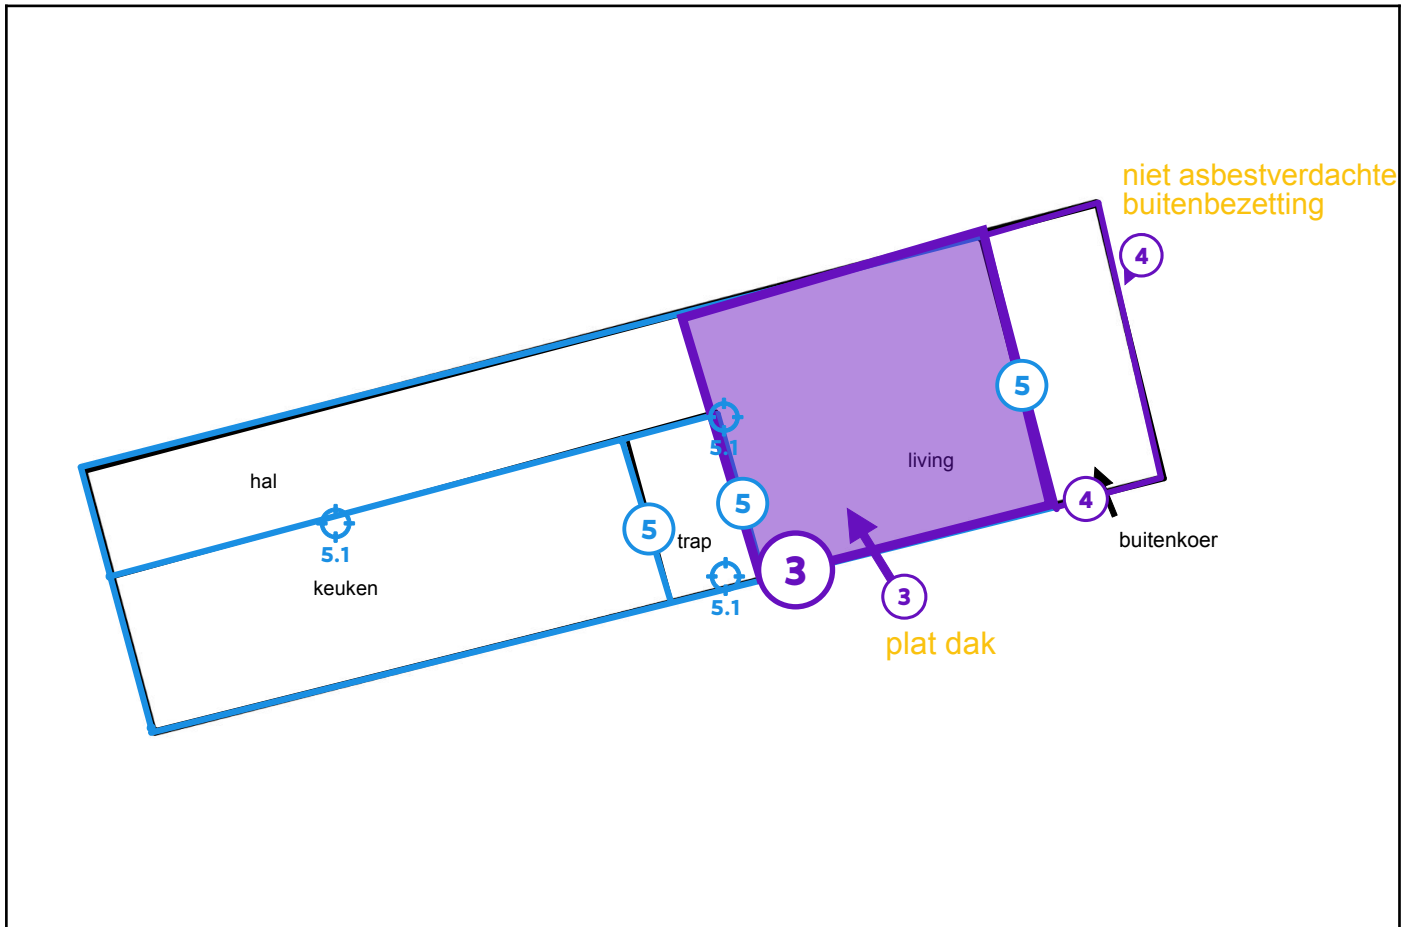 niet asbestverdachte
buitenbezetting
4
5
5.1
living
hal
5
4
5.1
5
trap
buitenkoer
3
keuken
5.1
3
plat dak